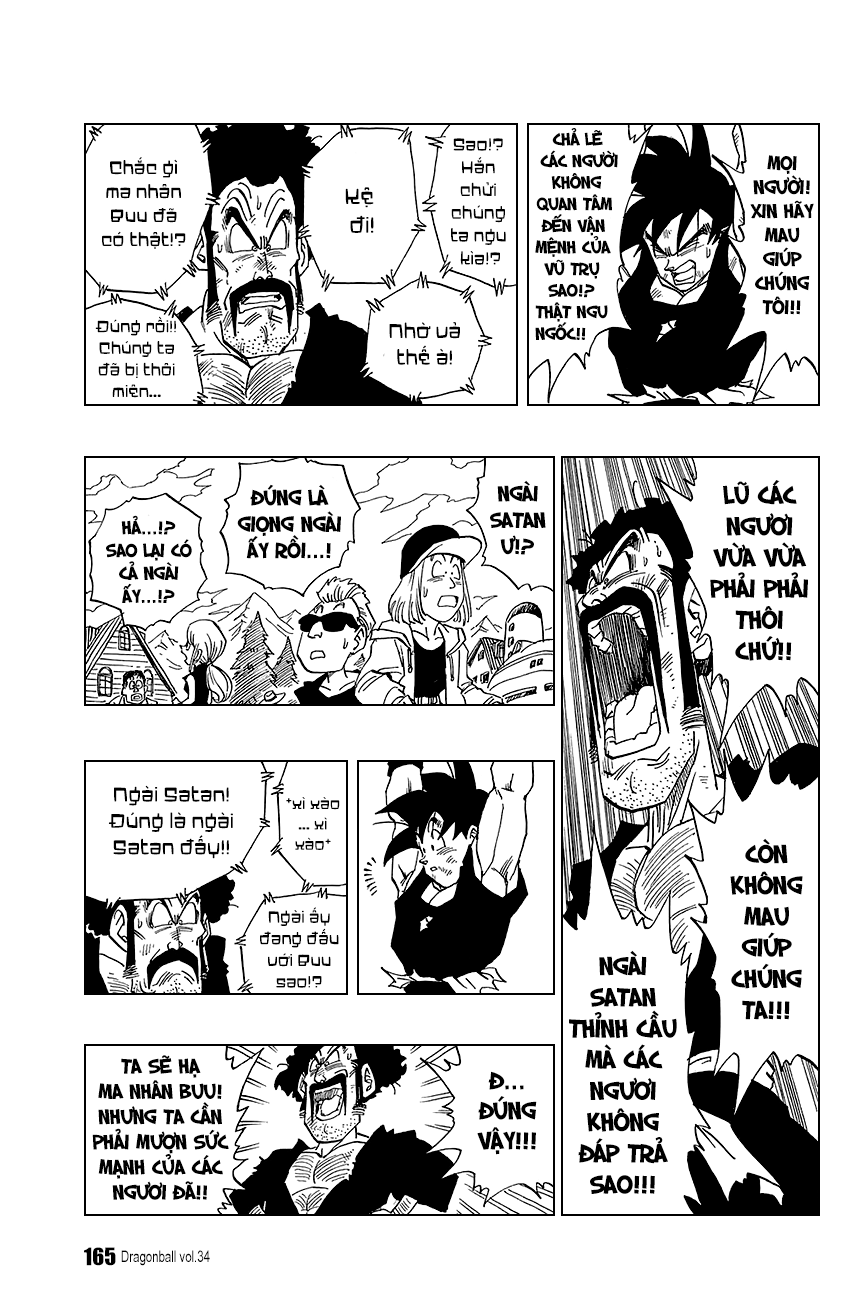 MỌI
NGƯỜI!
XIN HÃY
MAU
GIÚP
CHÚNG
TÔI!!
CHẢ LẼ
CÁC NGƯỜI
KHÔNG
QUAN TÂM
ĐẾN VẬN
MỆNH CỦA
VŨ TRỤ
SAO!?
THẬT NGU
NGỐC!!
Sao!?
Hắn
chửi
chúng
ta ngu
kìa!?
Kệ
đi!
Nhờ vả
thế à!
Chắc gì
ma nhân
Buu đã
có thật!?
Đúng rồi!!
Chúng ta
đã bị thôi
miên...
LŨ CÁC
NGƯƠI
VỪA VỪA
PHẢI PHẢI
THÔI
CHỨ!!
CÒN
KHÔNG
MAU
GIÚP
CHÚNG
TA!!!
NGÀI
SATAN
THỈNH CẦU
MÀ CÁC
NGƯƠI
KHÔNG
ĐÁP TRẢ
SAO!!!
NGÀI
SATAN
Ư!?
ĐÚNG LÀ
GIỌNG NGÀI
ẤY RỒI...!
HẢ...!?
SAO LẠI CÓ
CẢ NGÀI
ẤY...!?
*xì xào
... xì
xào*
Ngài Satan!
Đúng là ngài
Satan đấy!!
Ngài ấy
đang đấu
với Buu
sao!?
Đ...
ĐÚNG
VẬY!!!
TA SẼ HẠ
MA NHÂN BUU!
NHƯNG TA CẦN
PHẢI MƯỢN SỨC
MẠNH CỦA CÁC
NGƯƠI ĐÃ!!
165 Dragonball vol.34